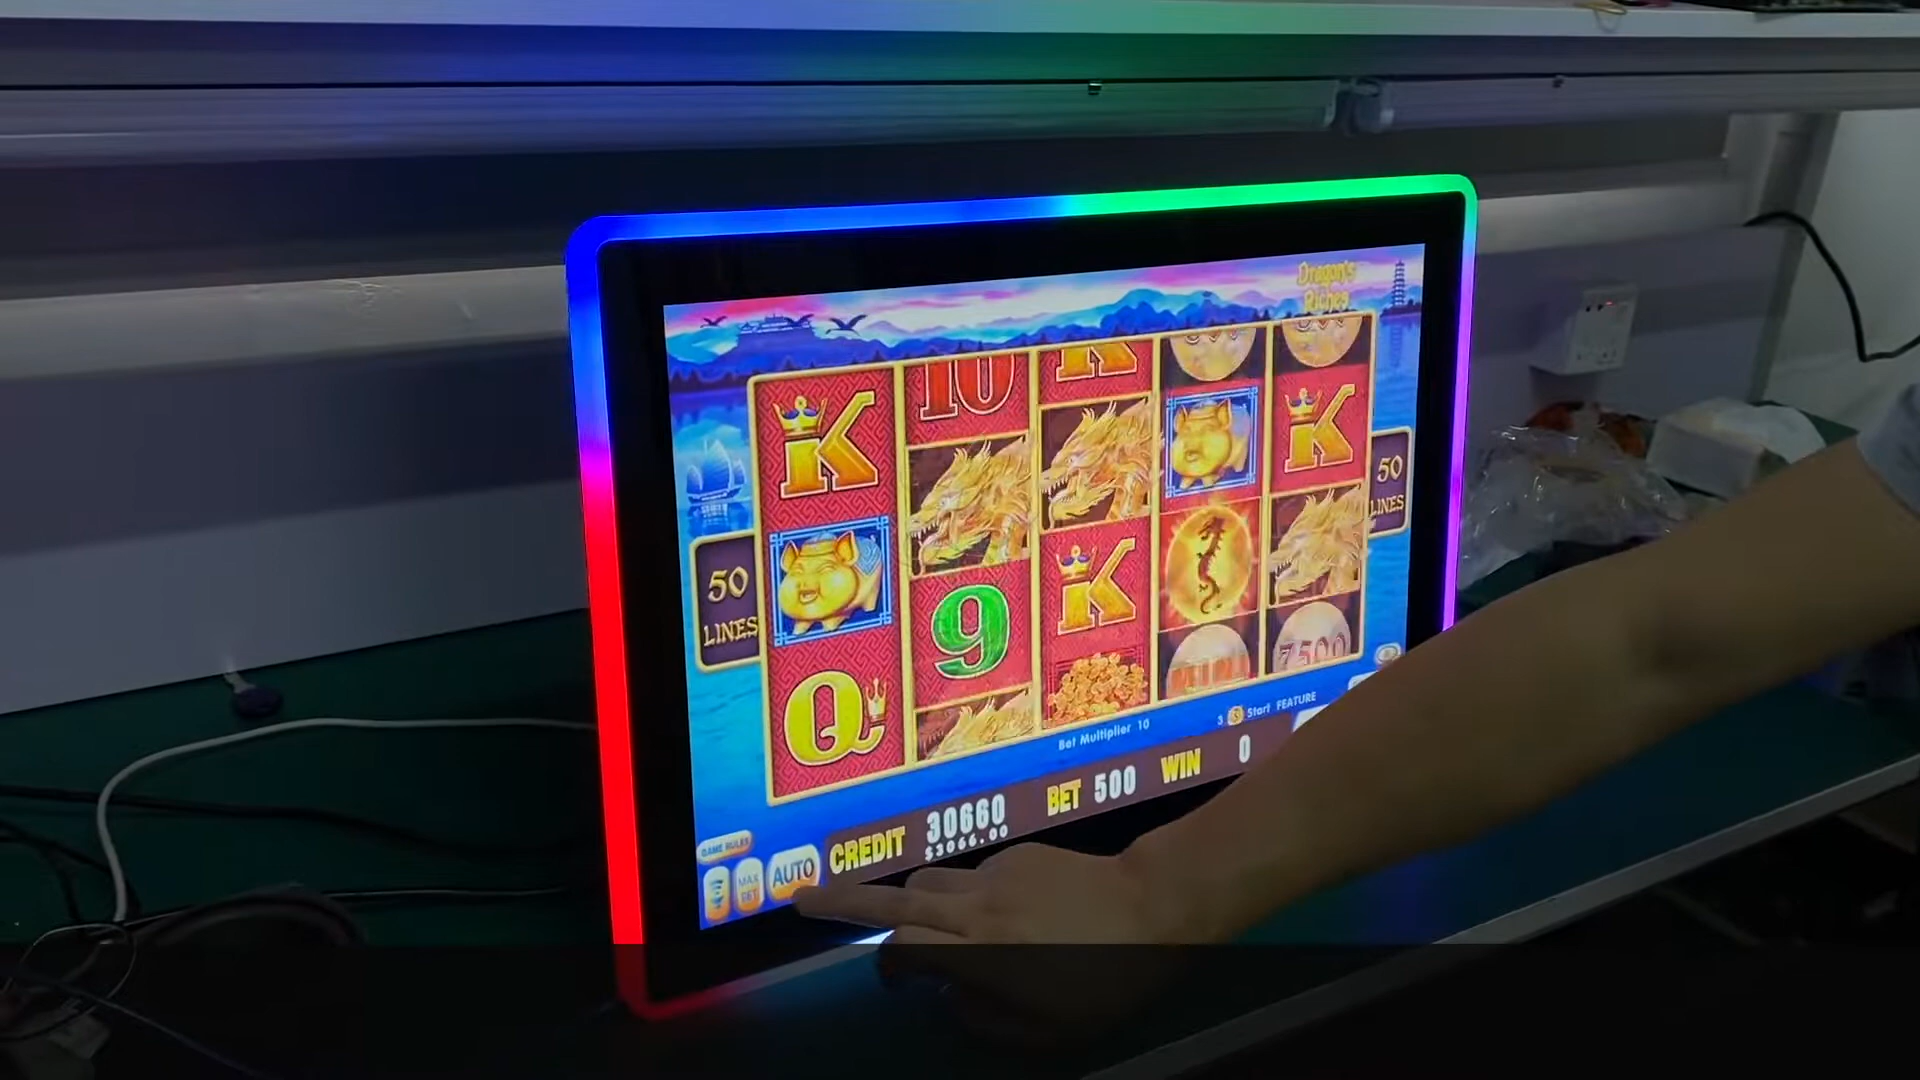 Dragon's
Riches
K
10
K
K
50
LINES
9
K
50
LINES
Q
7500
Bet Multiplier 10
3 Start FEATURE
GAME RULES
MAX
BET
AUTO
CREDIT
30660
$3066.00
BET 500
WIN 0